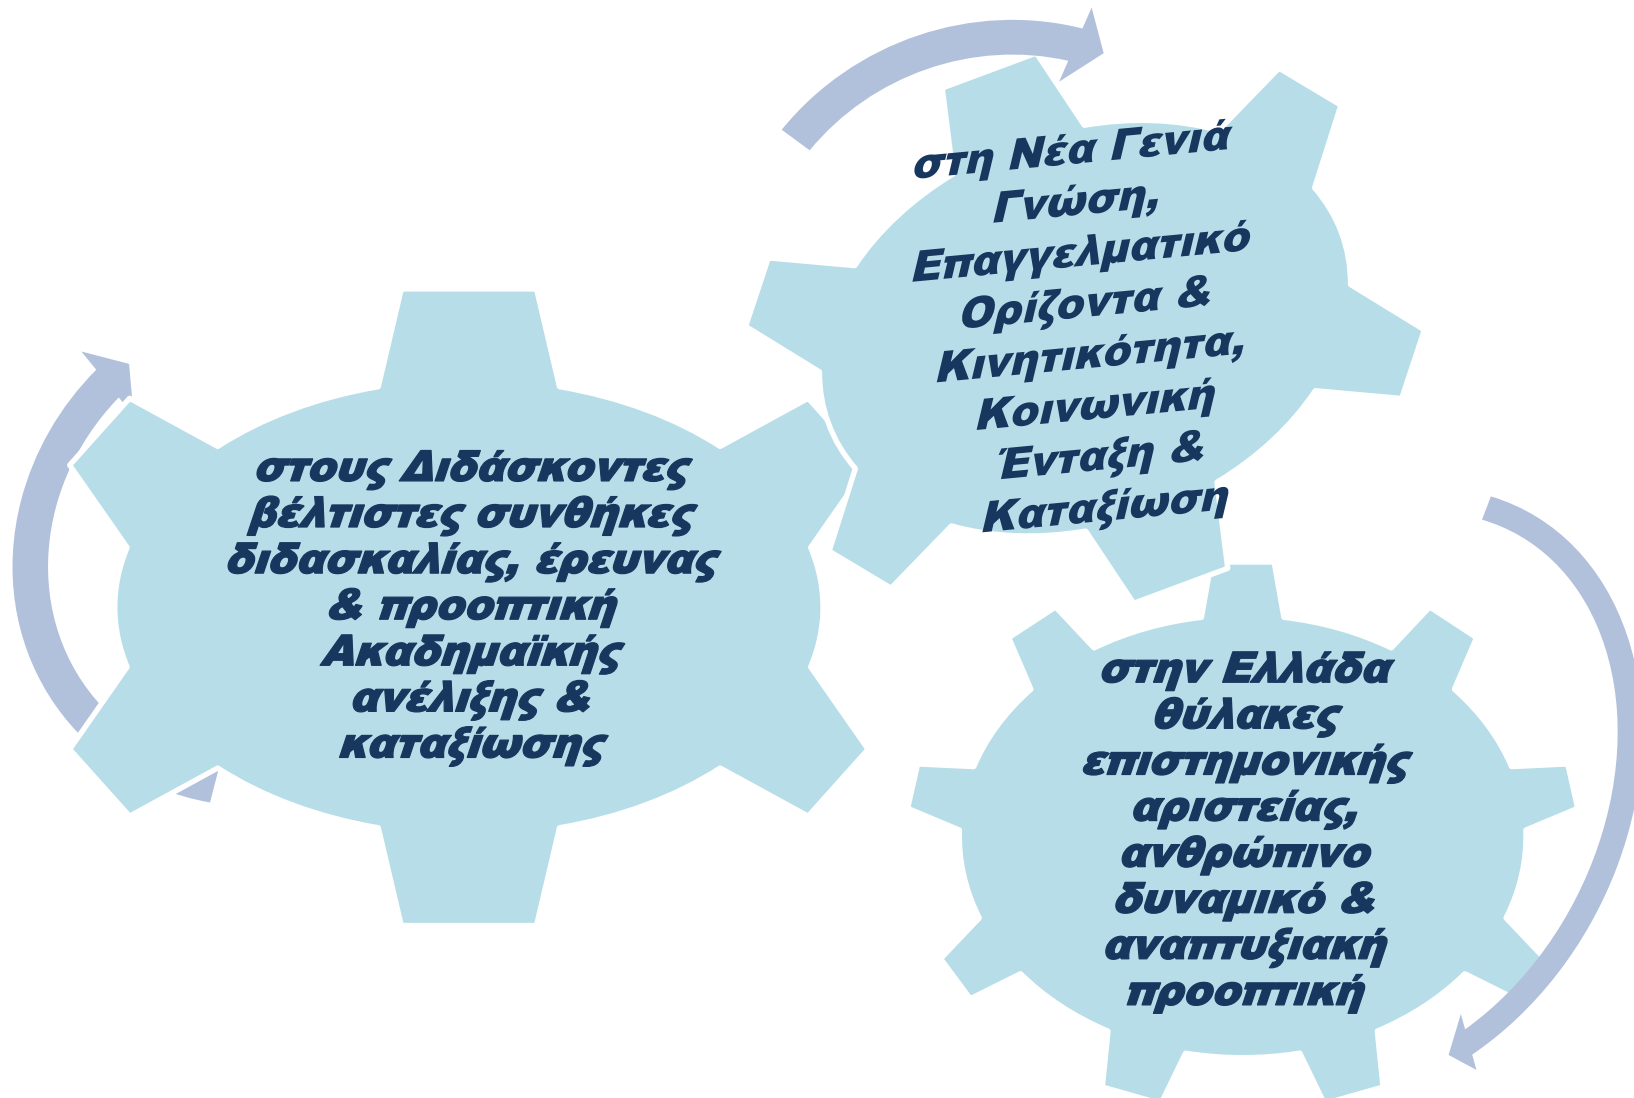 στη Νέα Γενιά
Γνώση,
Επαγγελματικό
Ορίζοντα &
Κινητικότητα,
Κοινωνική
Ένταξη &
Καταξίωση
στους Διδάσκοντες
βέλτιστες συνθήκες
διδασκαλίας, έρευνας
& προοπτική
Ακαδημαϊκής
ανέλιξης &
καταξίωσης
στην Ελλάδα
θύλακες
επιστημονικής
αριστείας,
ανθρώπινο
δυναμικό &
αναπτυξιακή
προοπτική